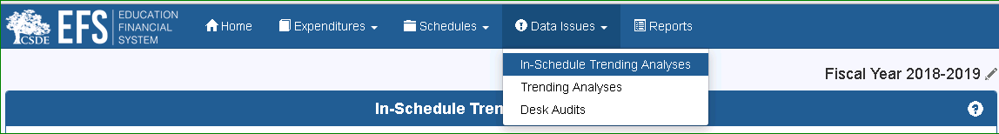 CSDE EFS EDUCATION FINANCIAL SYSTEM
Home Expenditures Schedules Data Issues Reports
In-Schedule Trending Analyses
Trending Analyses
Desk Audits
Fiscal Year 2018-2019
In-Schedule Tren